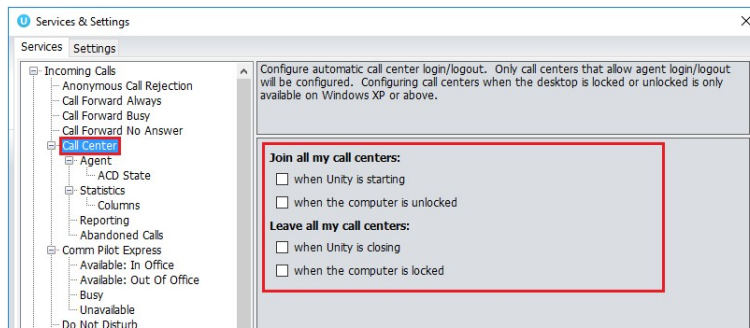 Services & Settings
Services Settings
Incoming Calls
Anonymous Call Rejection
Call Forward Always
Call Forward Busy
Call Forward No Answer
Call Center
Agent
ACD State
Statistics
Columns
Reporting
Abandoned Calls
Comm Pilot Express
Available: In Office
Available: Out Of Office
Busy
Unavailable
Do Not Disturb
Configure automatic call center login/logout. Only call centers that allow agent login/logout
will be configured. Configuring call centers when the desktop is locked or unlocked is only
available on Windows XP or above.
Join all my call centers:
when Unity is starting
when the computer is unlocked
Leave all my call centers:
when Unity is closing
when the computer is locked